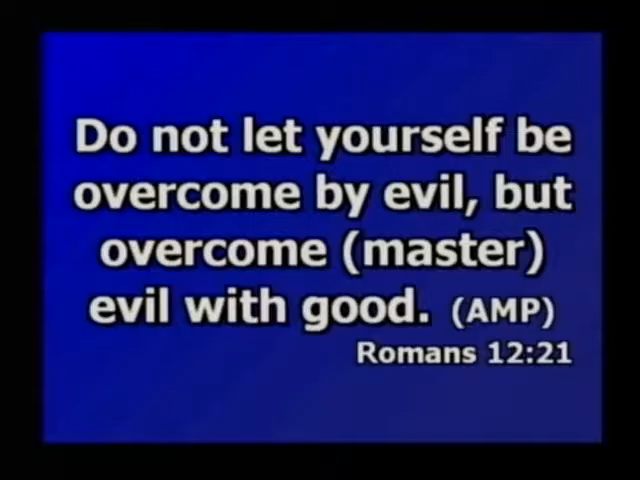 Do not let yourself be
overcome by evil, but
overcome (master)
evil with good. (AMP)
Romans 12:21